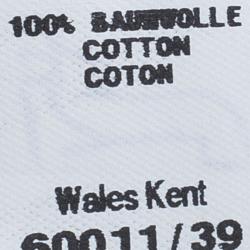 100% BAUMWOLLE
COTTON
COTON
Wales Kent
60011/39